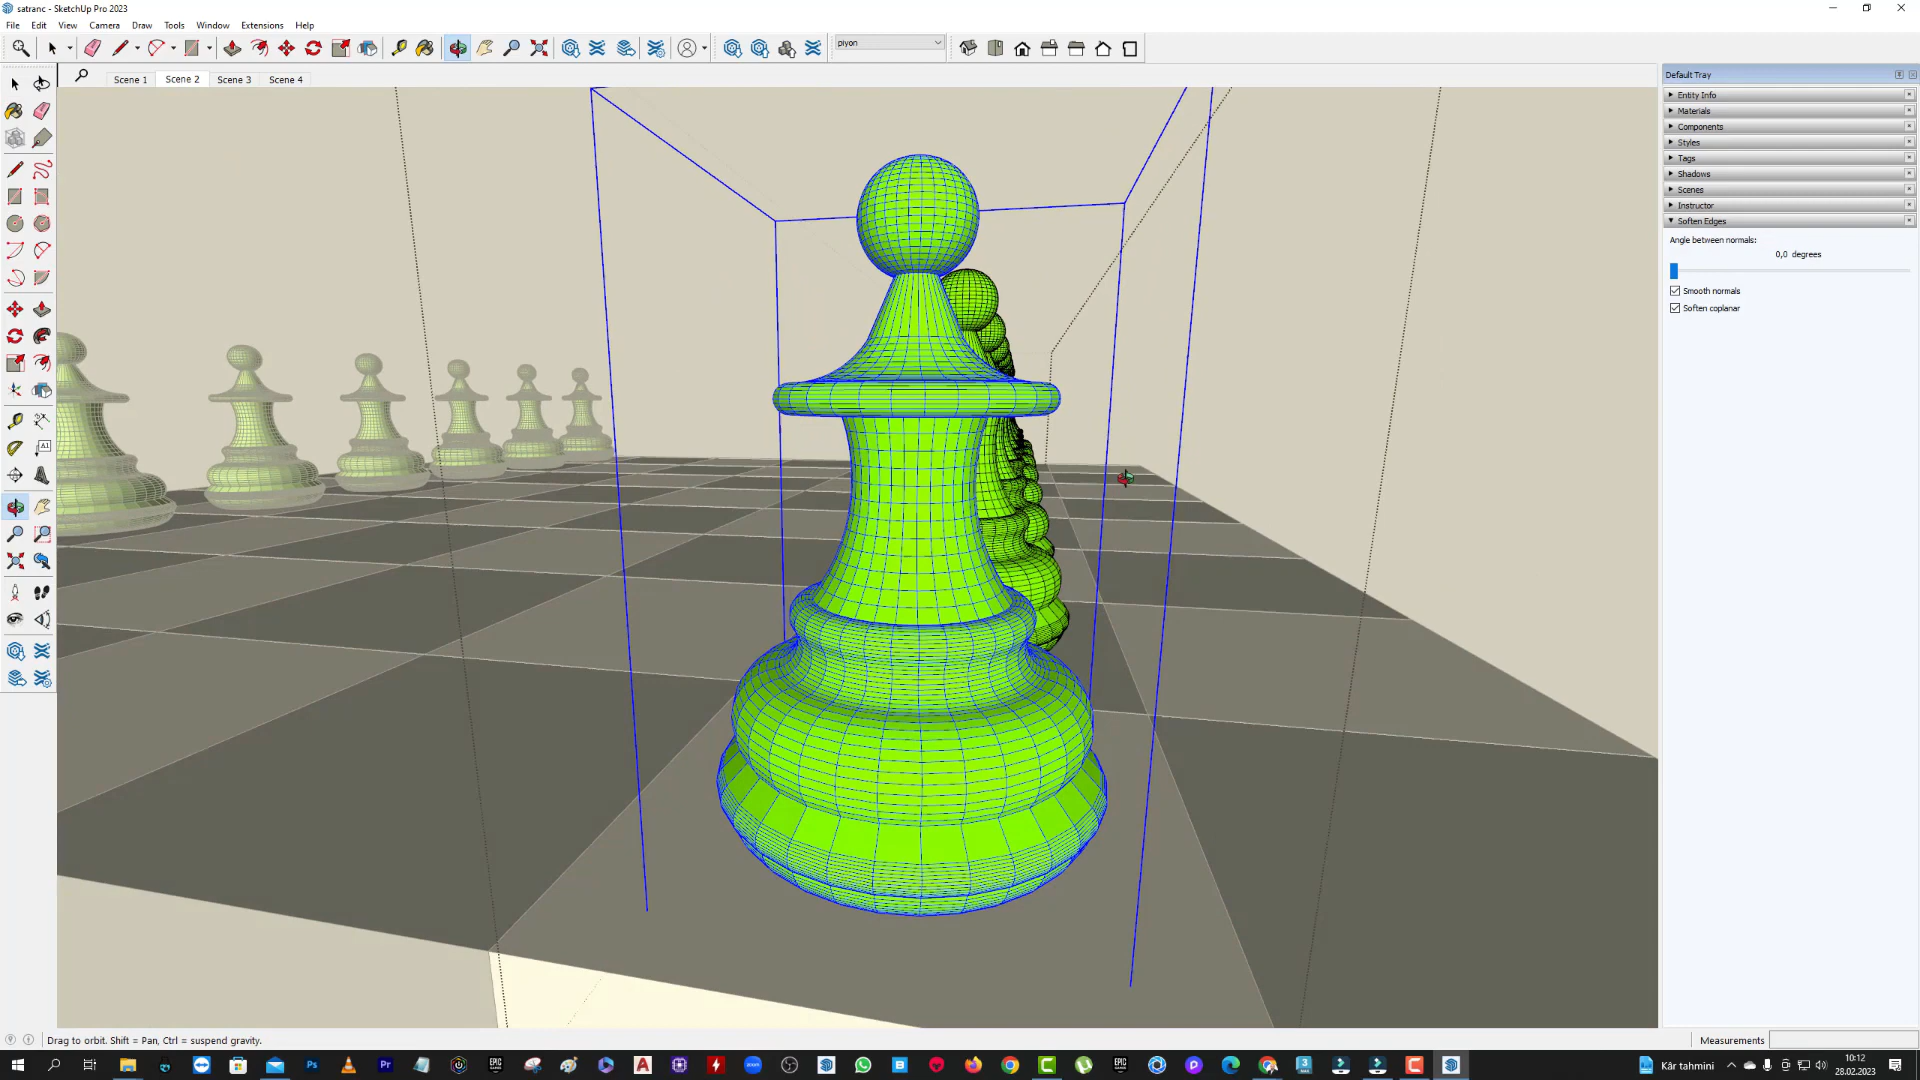 satranc - SketchUp Pro 2023
File Edit View Camera Draw Tools Window Extensions Help
piyon
Scene 1 Scene 2 Scene 3 Scene 4
Default Tray
Entity Info
Materials
Components
Styles
Tags
Shadows
Scenes
Instructor
Soften Edges
Angle between normals:
0,0 degrees
Smooth normals
Soften coplanar
Drag to orbit. Shift = Pan, Ctrl = suspend gravity.
Measurements
Kâr tahmini
10:12
28.02.2023